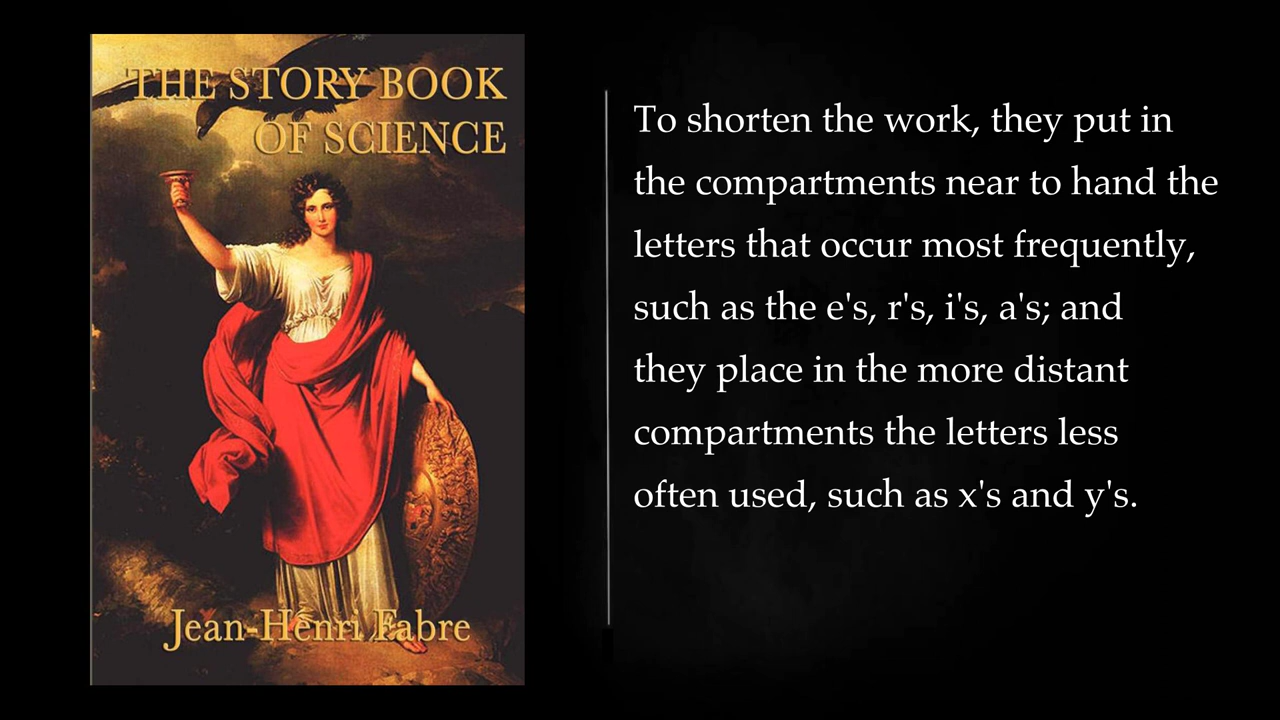 THE STORY BOOK
OF SCIENCE
Jean-Henri Fabre
To shorten the work, they put in
the compartments near to hand the
letters that occur most frequently,
such as the e's, r's, i's, a's; and
they place in the more distant
compartments the letters less
often used, such as x's and y's.